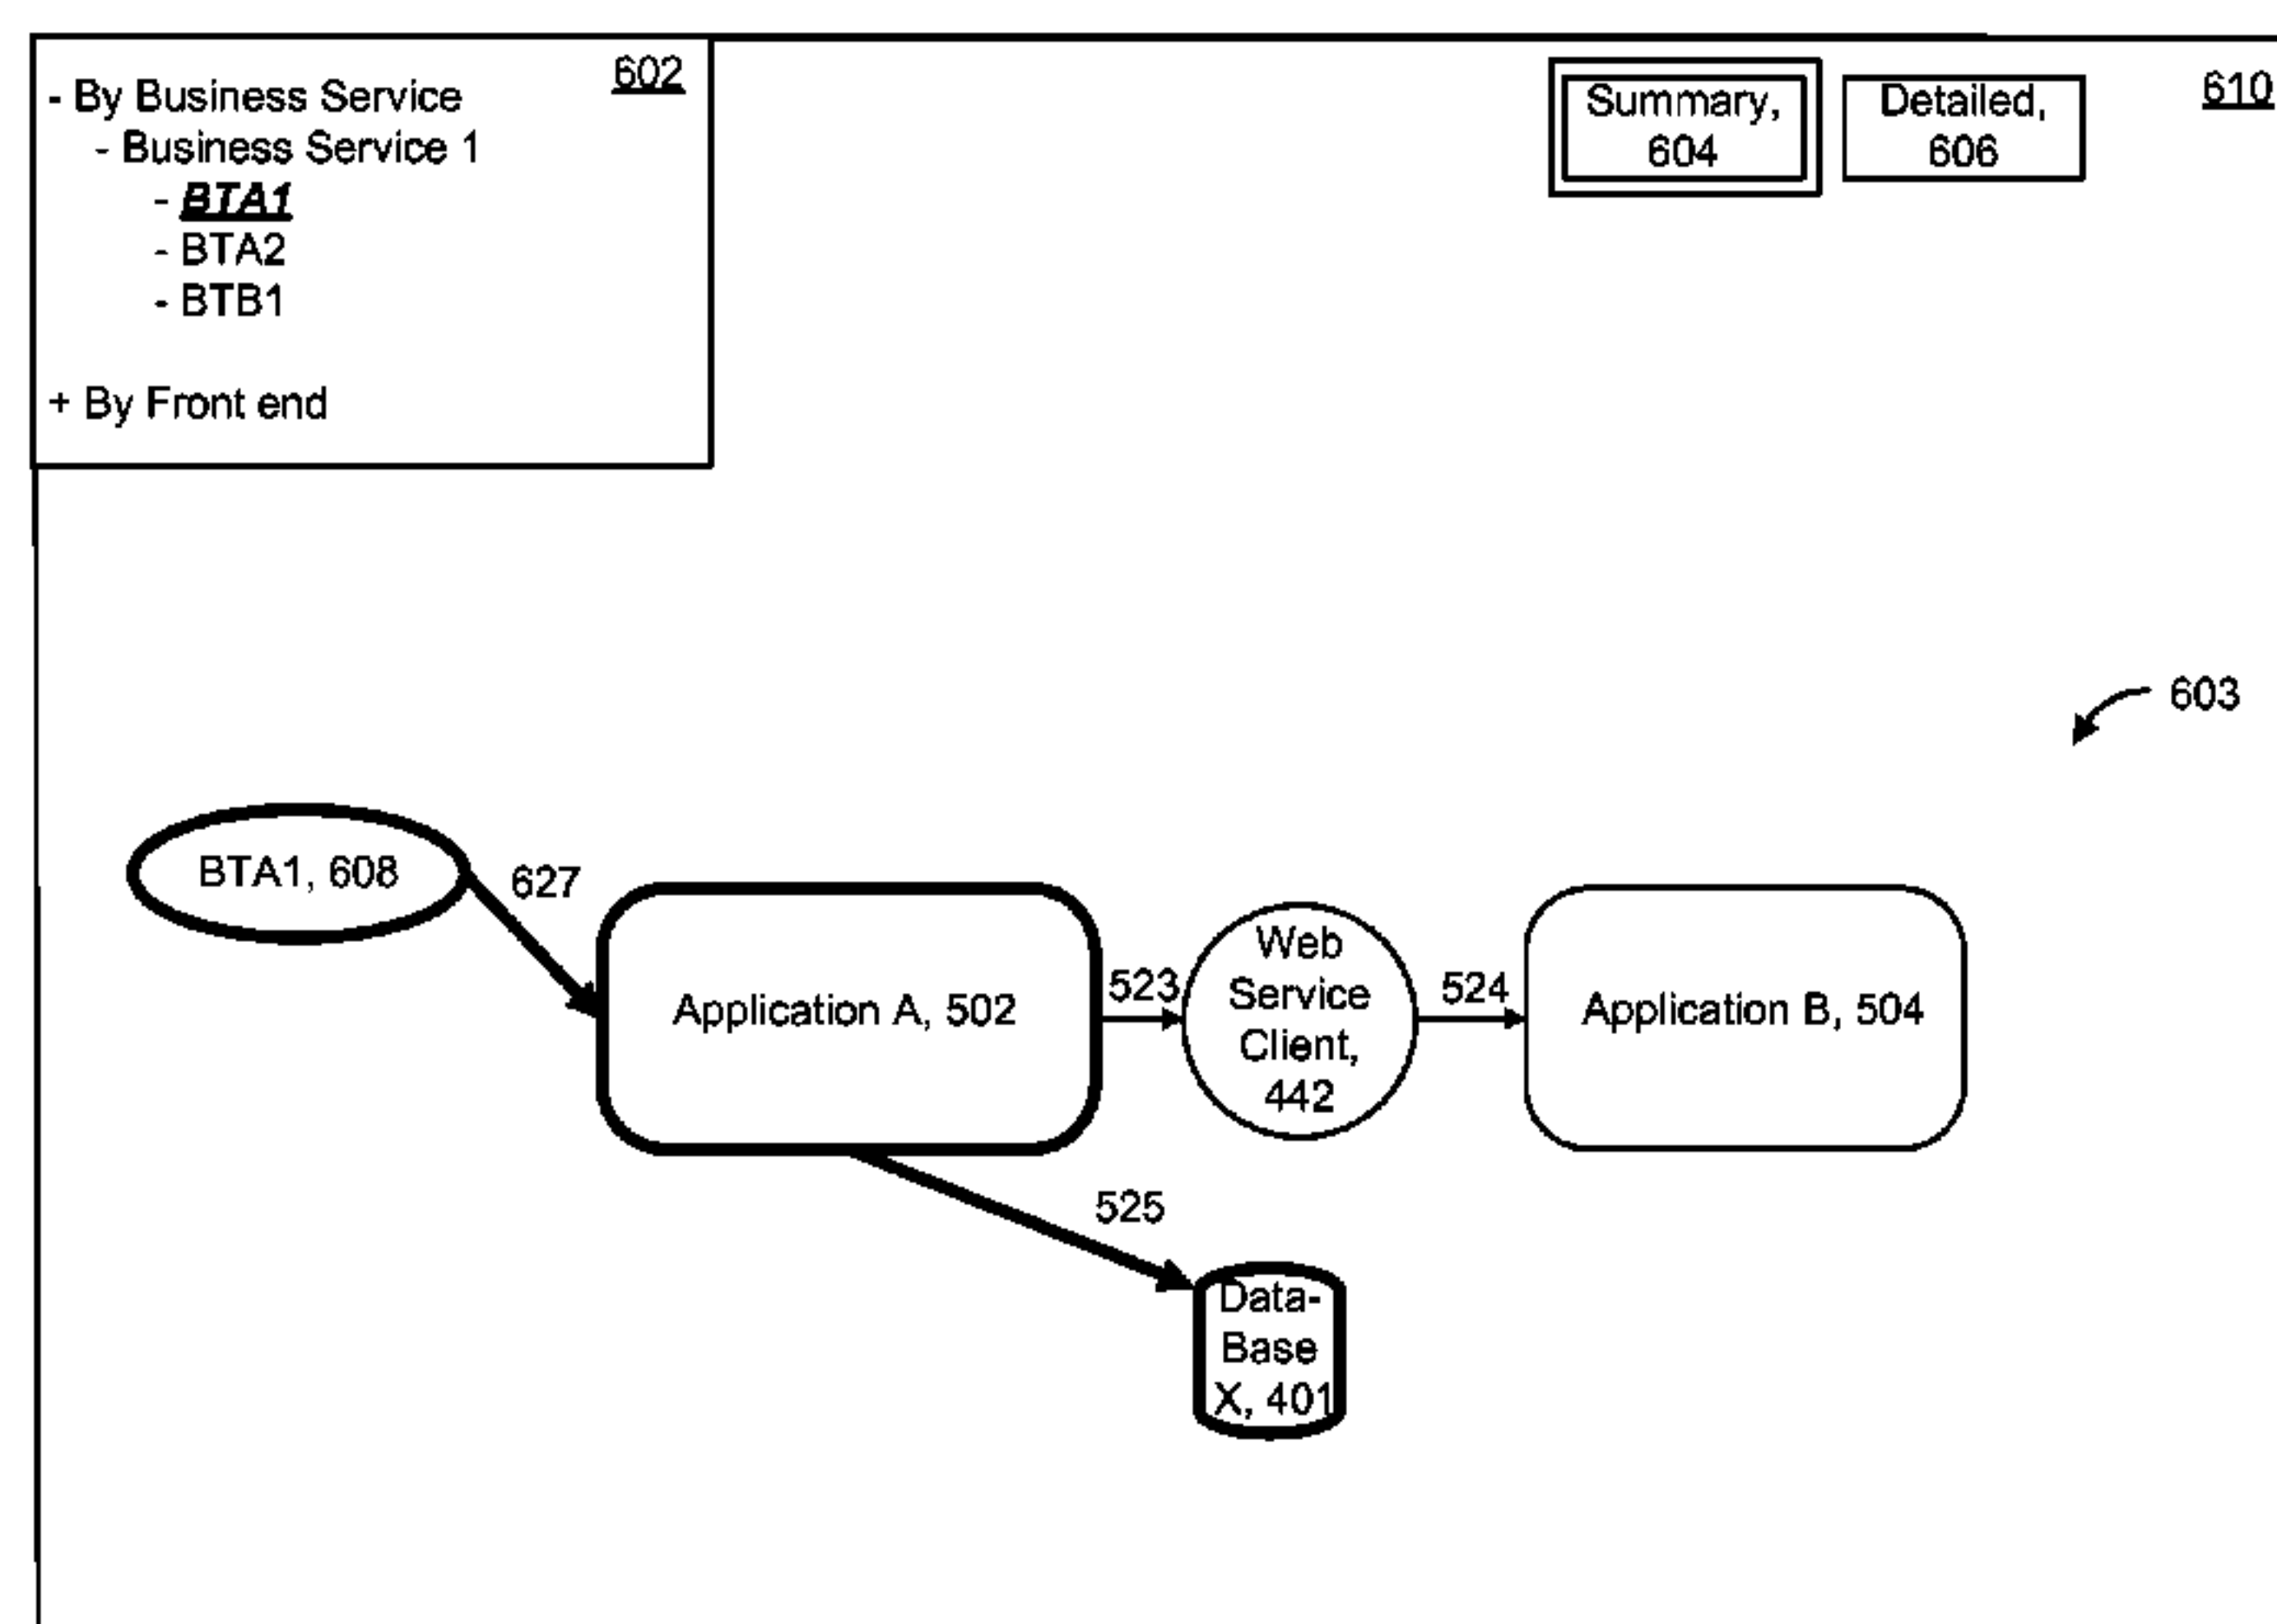 602
- By Business Service
- Business Service 1
- BTA1
- BTA2
- BTB1
+ By Front end
Summary,
604
Detailed,
606
610
603
BTA1, 608
627
Application A, 502
523
Web
Service
Client,
442
524
Application B, 504
525
Data-
Base
X, 401